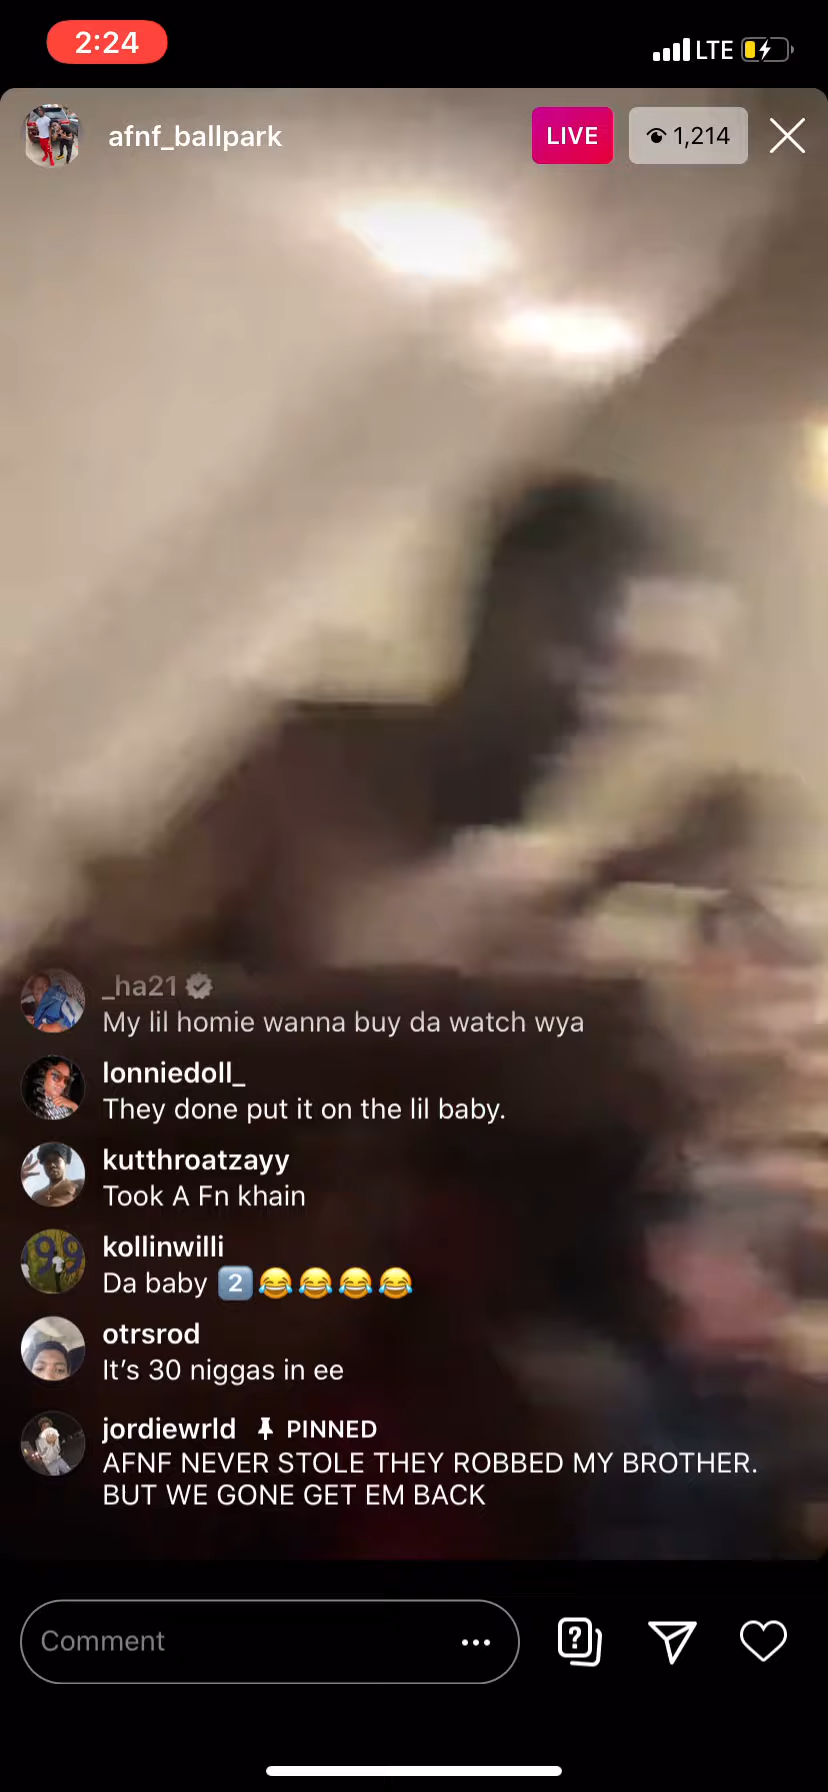 2:24
LTE
afnf_ballpark
LIVE
1,214
_ha21
My lil homie wanna buy da watch wya
lonniedoll_
They done put it on the lil baby.
kutthroatzayy
Took A Fn khain
kollinwilli
Da baby 2️⃣😂😂😂😂
otrsrod
It's 30 niggas in ee
jordiewrld PINNED
AFNF NEVER STOLE THEY ROBBED MY BROTHER.
BUT WE GONE GET EM BACK
Comment